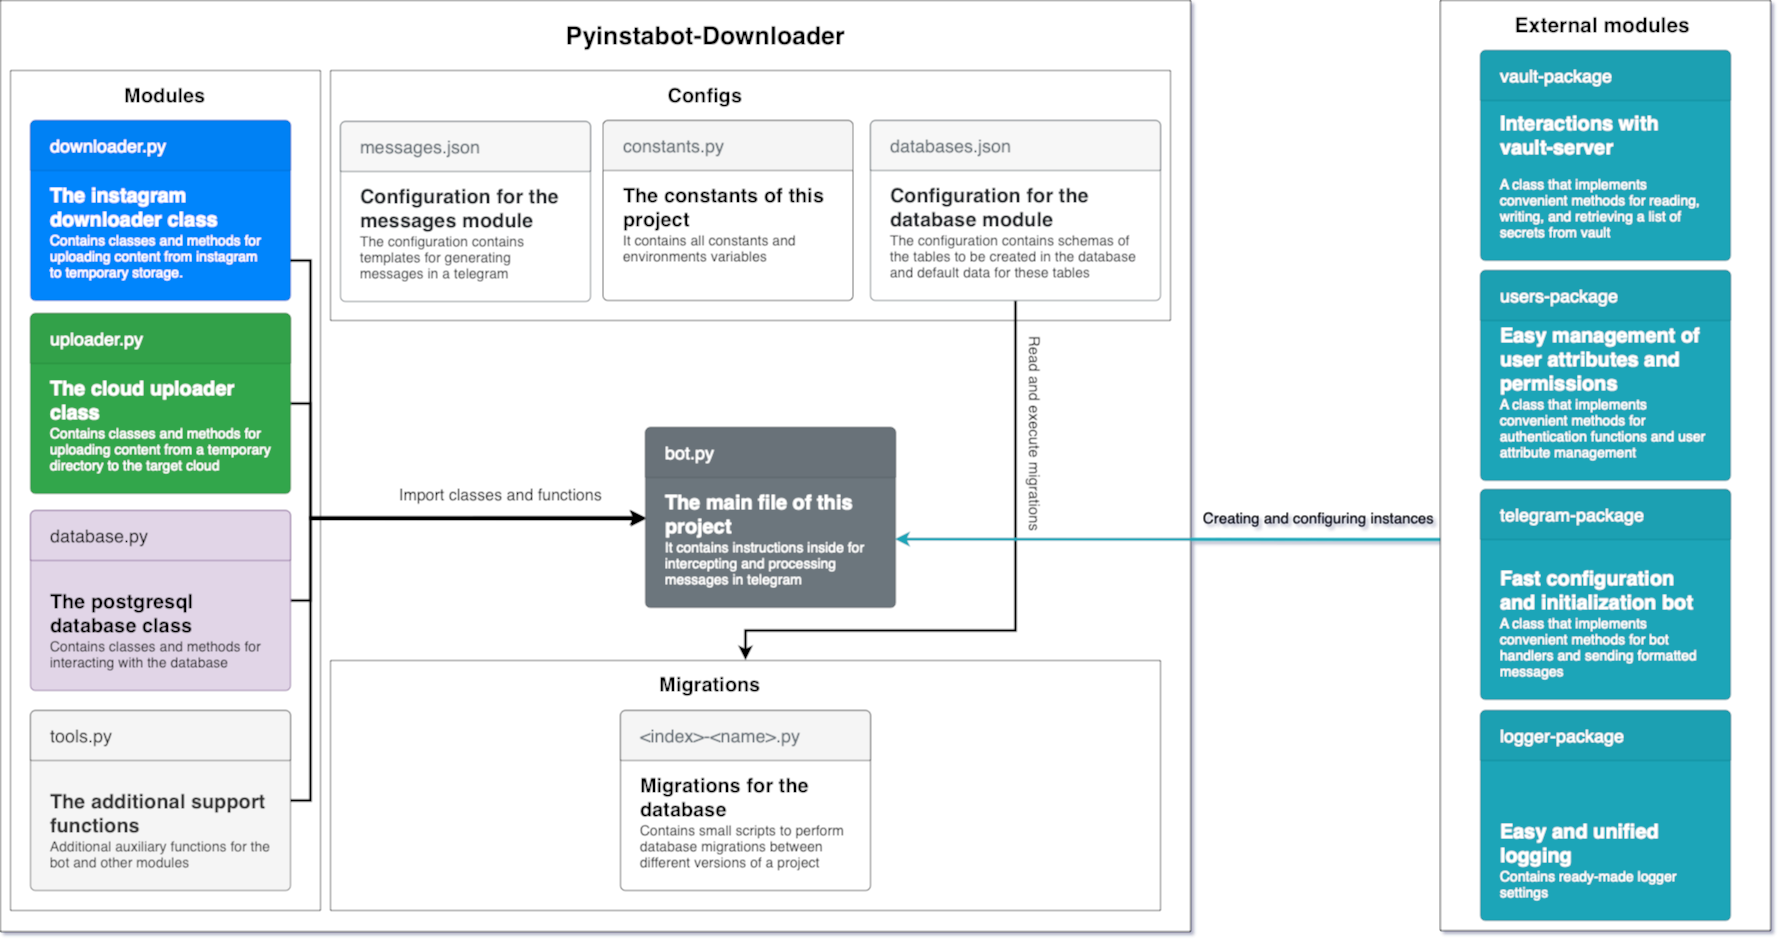 Pyinstabot-Downloader
Modules
downloader.py
The instagram
downloader class
Contains classes and methods for
uploading content from instagram
to temporary storage.
uploader.py
The cloud uploader
class
Contains classes and methods for
uploading content from a temporary
directory to the target cloud
database.py
The postgresql
database class
Contains classes and methods for
interacting with the database
tools.py
The additional support
functions
Additional auxiliary functions for the
bot and other modules
Configs
messages.json
Configuration for the
messages module
The configuration contains
templates for generating
messages in a telegram
constants.py
The constants of this
project
It contains all constants and
environments variables
databases.json
Configuration for the
database module
The configuration contains schemas of
the tables to be created in the database
and default data for these tables
Read and execute migrations
Import classes and functions
bot.py
The main file of this
project
It contains instructions inside for
intercepting and processing
messages in telegram
Creating and configuring instances
Migrations
<index>-<name>.py
Migrations for the
database
Contains small scripts to perform
database migrations between
different versions of a project
External modules
vault-package
Interactions with
vault-server
A class that implements
convenient methods for reading,
writing, and retrieving a list of
secrets from vault
users-package
Easy management of
user attributes and
permissions
A class that implements
convenient methods for
authentication functions and user
attribute management
telegram-package
Fast configuration
and initialization bot
A class that implements
convenient methods for bot
handlers and sending formatted
messages
logger-package
Easy and unified
logging
Contains ready-made logger
settings